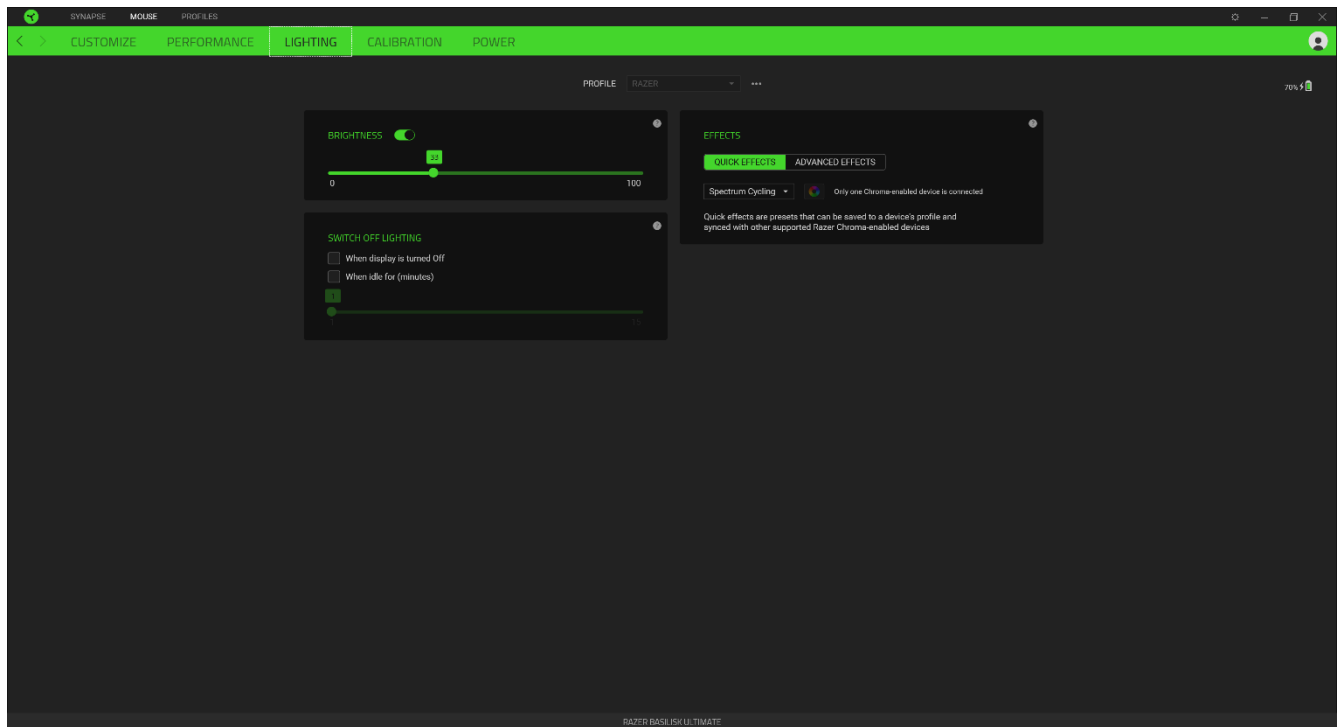 SYNAPSE MOUSE PROFILES
CUSTOMIZE PERFORMANCE LIGHTING CALIBRATION POWER
PROFILE RAZER
70%
BRIGHTNESS
33
0 100
SWITCH OFF LIGHTING
When display is turned Off
When idle for (minutes)
1
1 15
EFFECTS
QUICK EFFECTS ADVANCED EFFECTS
Spectrum Cycling Only one Chroma-enabled device is connected
Quick effects are presets that can be saved to a device's profile and
synced with other supported Razer Chroma-enabled devices
RAZER BASILISK ULTIMATE